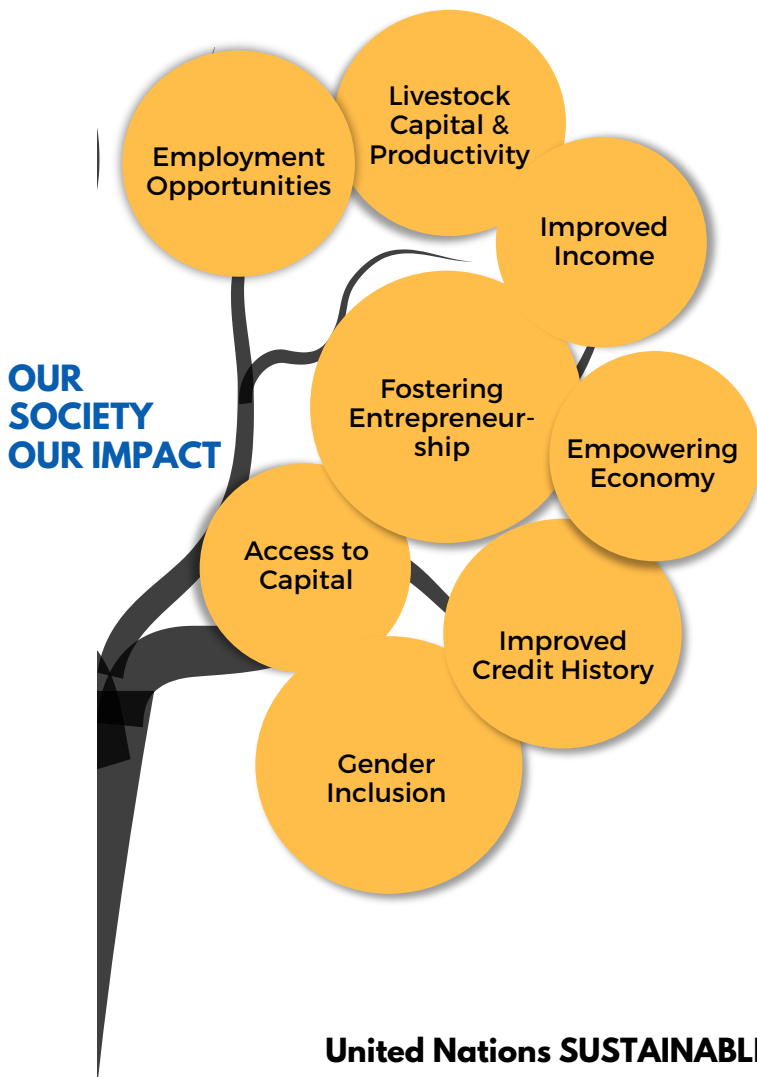 Livestock
Capital &
Productivity
Employment
Opportunities
Improved
Income
OUR
SOCIETY
OUR IMPACT
Fostering
Entrepreneur-
ship
Empowering
Economy
Access to
Capital
Improved
Credit History
Gender
Inclusion
United Nations SUSTAINABL